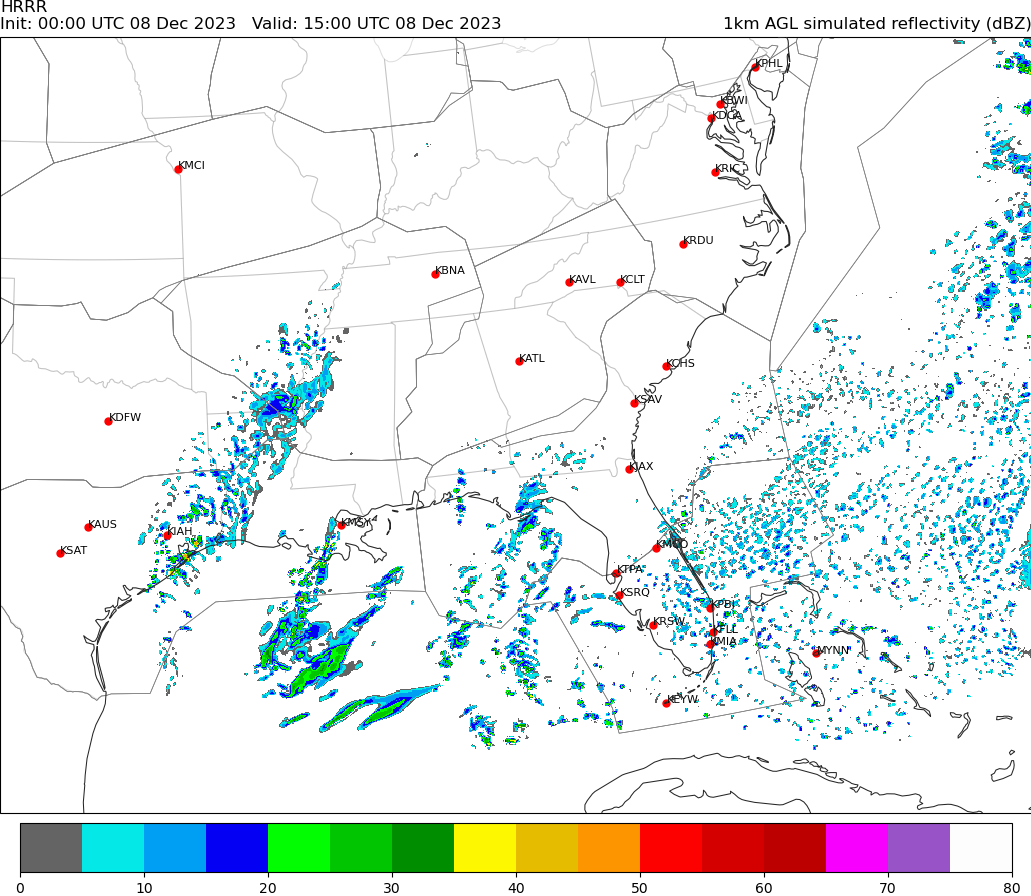 HRRR
Init: 00:00 UTC 08 Dec 2023   Valid: 15:00 UTC 08 Dec 2023   1km AGL simulated reflectivity (dBZ)
KPHL
KBWI
KDCA
KMCI
KRIC
KRDU
KBNA
KAVL
KCLT
KATL
KCHS
KSAV
KDFW
KJAX
KAUS
KMSY
KIAH
KMCO
KSAT
KTPA
KSRQ
KPBI
KRSW
KFLL
KMIA
MYNN
KEYW
0 10 20 30 40 50 60 70 80